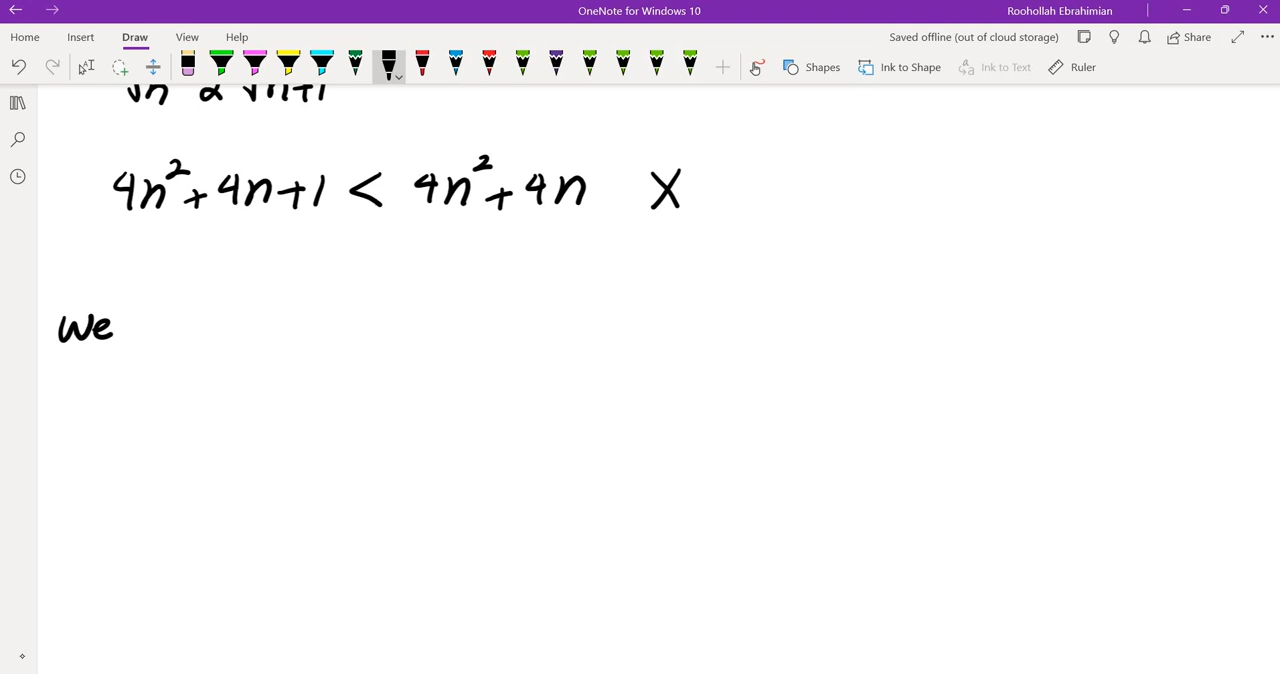 OneNote for Windows 10
Roohollah Ebrahimian
Home Insert Draw View Help
Saved offline (out of cloud storage) Share
Shapes Ink to Shape Ink to Text Ruler
4n²+4n+1 < 4n²+4n X
We